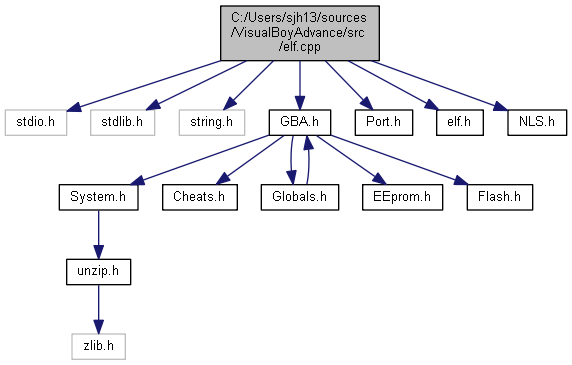 C:/Users/sjh13/sources
/VisualBoyAdvance/src
/elf.cpp
stdio.h
stdlib.h
string.h
GBA.h
Port.h
elf.h
NLS.h
System.h
Cheats.h
Globals.h
EEprom.h
Flash.h
unzip.h
zlib.h